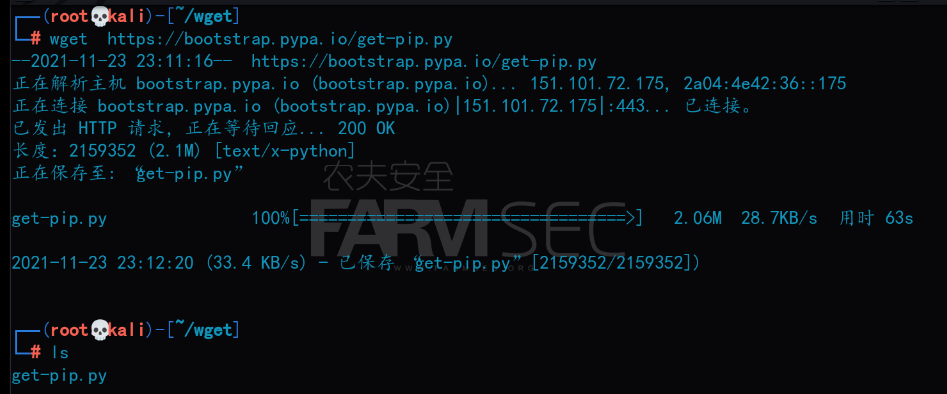 ┌──(root💀kali)-[~/wget]
└─# wget  https://bootstrap.pypa.io/get-pip.py
--2021-11-23 23:11:16--  https://bootstrap.pypa.io/get-pip.py
正在解析主机 bootstrap.pypa.io (bootstrap.pypa.io)... 151.101.72.175, 2a04:4e42:36::175
正在连接 bootstrap.pypa.io (bootstrap.pypa.io)|151.101.72.175|:443... 已连接。
已发出 HTTP 请求，正在等待回应... 200 OK
长度：2159352 (2.1M) [text/x-python]
正在保存至: “get-pip.py”
农夫安全
get-pip.py 100%[==================================>] 2.06M 28.7KB/s 用时 63s
FARMSEC
2021-11-23 23:12:20 (33.4 KB/s) - 已保存 “get-pip.py” [2159352/2159352])
┌──(root💀kali)-[~/wget]
└─# ls
get-pip.py